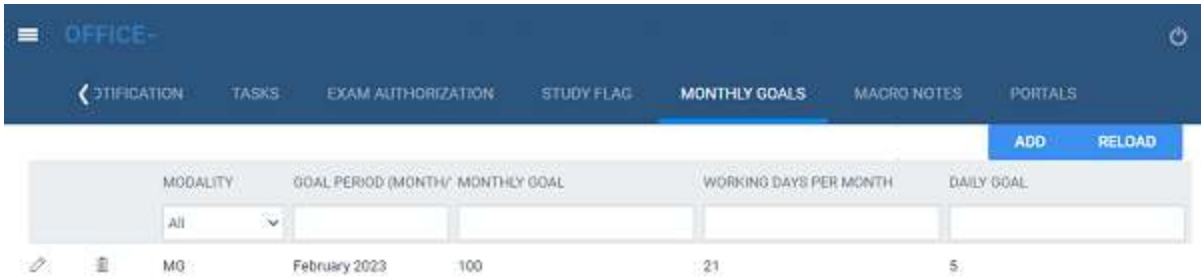 OFFICE-
OTIFICATION TASKS EXAM AUTHORIZATION STUDY FLAG MONTHLY GOALS MACRO NOTES PORTALS
ADD RELOAD
MODALITY GOAL PERIOD (MONTH/ MONTHLY GOAL WORKING DAYS PER MONTH DAILY GOAL
All
MG February 2023 100 21 5